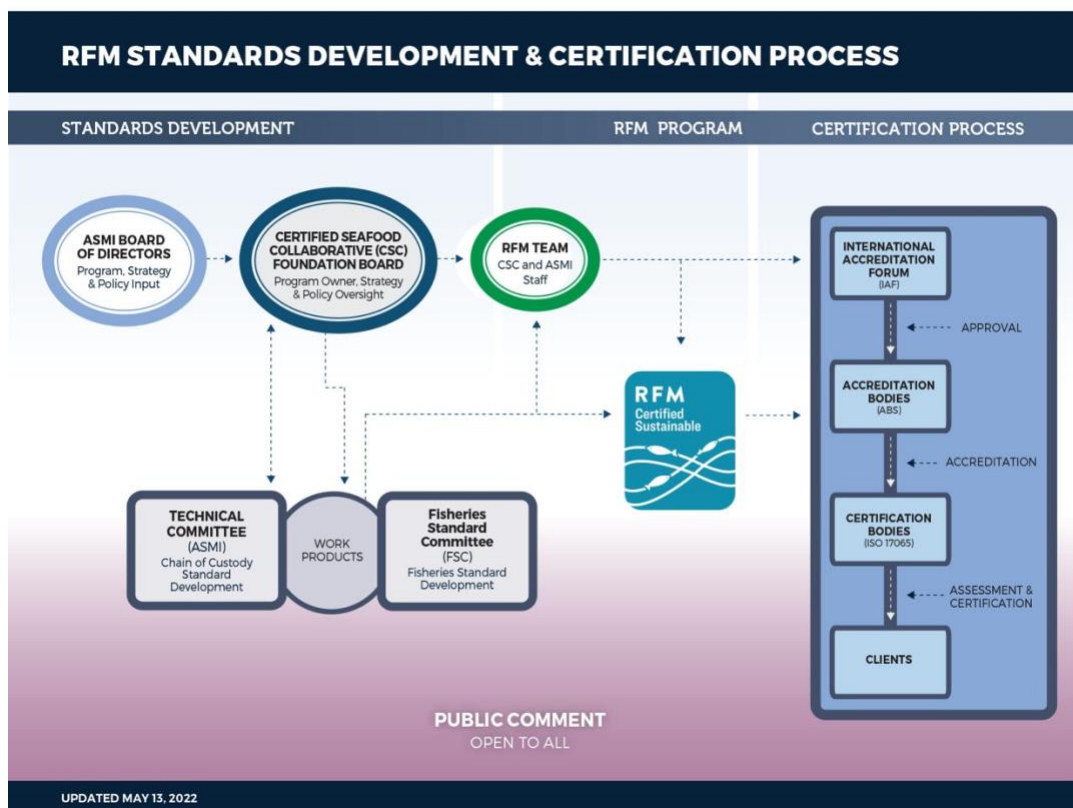 RFM STANDARDS DEVELOPMENT & CERTIFICATION PROCESS
STANDARDS DEVELOPMENT
RFM PROGRAM
CERTIFICATION PROCESS
ASMI BOARD
OF DIRECTORS
Program, Strategy
& Policy Input
CERTIFIED SEAFOOD
COLLABORATIVE (CSC)
FOUNDATION BOARD
Program Owner, Strategy
& Policy Oversight
RFM TEAM
CSC and ASMI
Staff
INTERNATIONAL
ACCREDITATION
FORUM
(IAF)
APPROVAL
RFM
Certified
Sustainable
ACCREDITATION
BODIES
(ABS)
ACCREDITATION
TECHNICAL
COMMITTEE
(ASMI)
Chain of Custody
Standard
Development
WORK
PRODUCTS
Fisheries
Standard
Committee
(FSC)
Fisheries Standard
Development
CERTIFICATION
BODIES
(ISO 17065)
ASSESSMENT &
CERTIFICATION
CLIENTS
PUBLIC COMMENT
OPEN TO ALL
UPDATED MAY 13, 2022